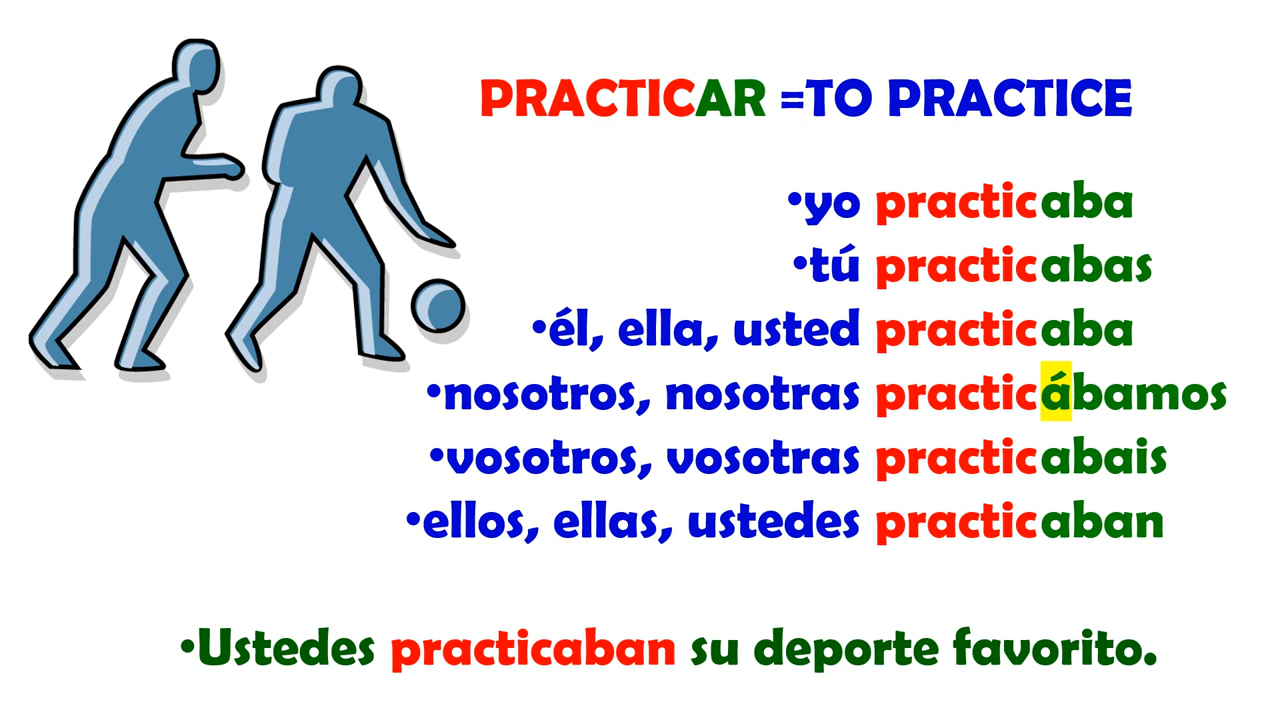 PRACTICAR =TO PRACTICE
•yo practicaba
•tú practicabas
•él, ella, usted practicaba
•nosotros, nosotras practicábamos
•vosotros, vosotras practicabais
•ellos, ellas, ustedes practicaban
•Ustedes practicaban su deporte favorito.